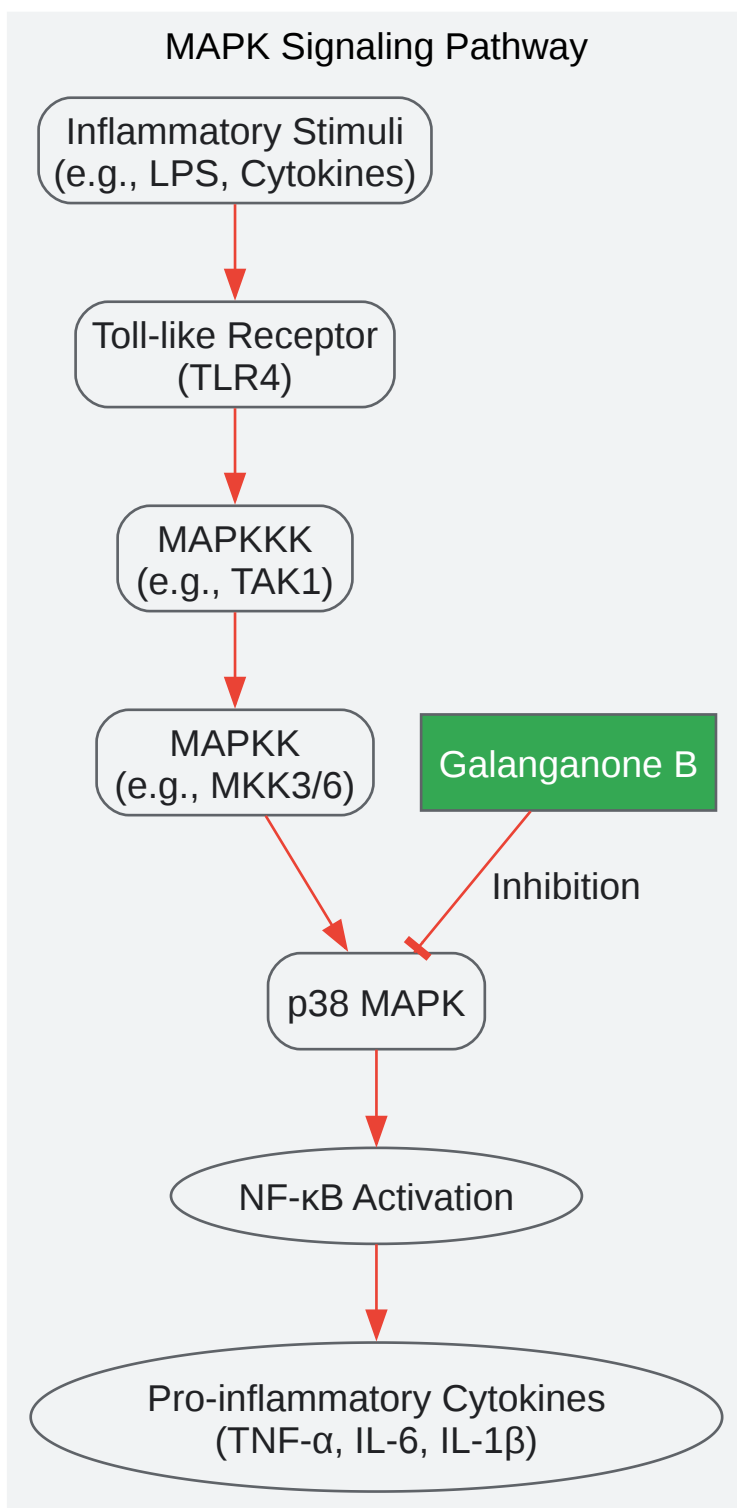 MAPK Signaling Pathway
Inflammatory Stimuli
(e.g., LPS, Cytokines)
Toll-like Receptor
(TLR4)
MAPKKK
(e.g., TAK1)
MAPKK
(e.g., MKK3/6)
Galanganone B
Inhibition
p38 MAPK
NF-κB Activation
Pro-inflammatory Cytokines
(TNF-α, IL-6, IL-1β)